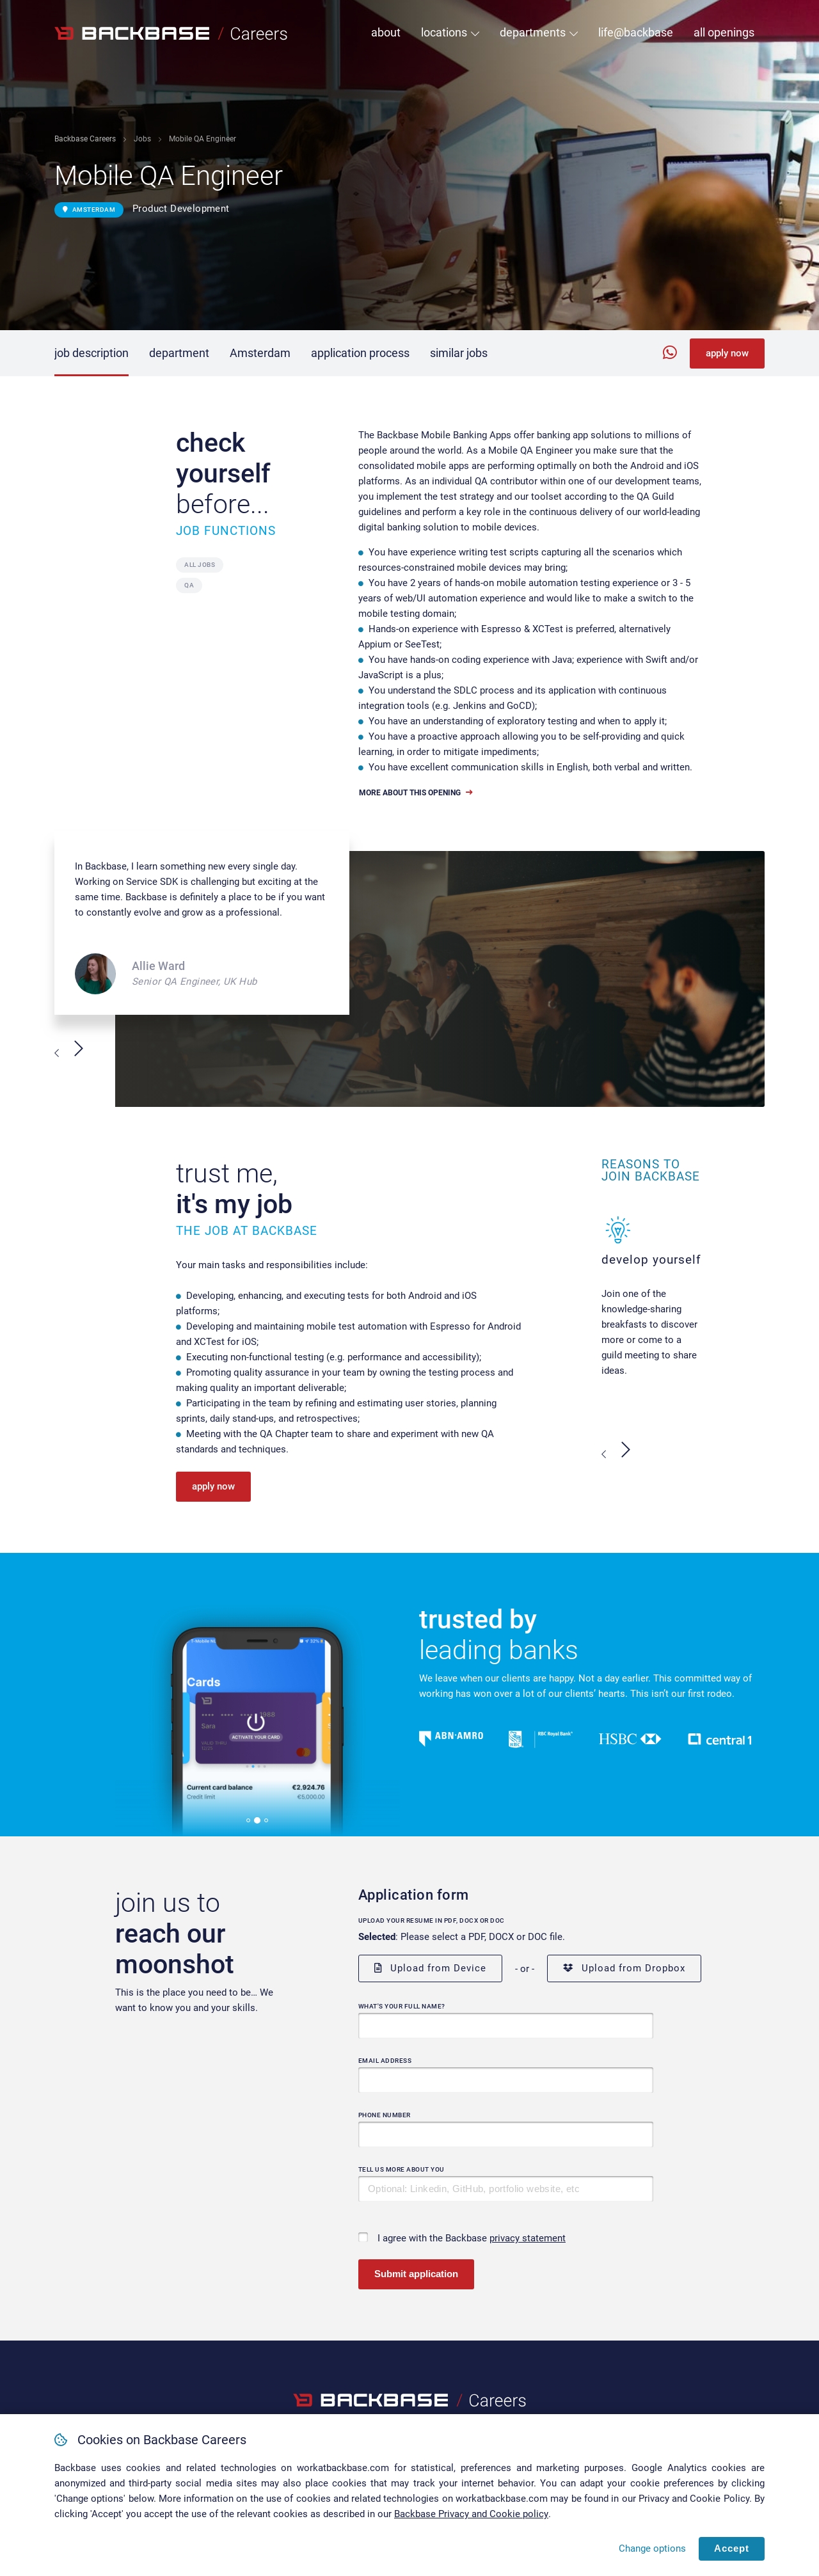 BACKBASE / Careers
about
locations
departments
life@backbase
all openings
Backbase Careers
Jobs
Mobile QA Engineer
Mobile QA Engineer
AMSTERDAM
Product Development
job description
department
Amsterdam
application process
similar jobs
apply now
check
yourself
before...
JOB FUNCTIONS
ALL JOBS
QA
The Backbase Mobile Banking Apps offer banking app solutions to millions of
people around the world. As a Mobile QA Engineer you make sure that the
consolidated mobile apps are performing optimally on both the Android and iOS
platforms. As an individual QA contributor within one of our development teams,
you implement the test strategy and our toolset according to the QA Guild
guidelines and perform a key role in the continuous delivery of our world-leading
digital banking solution to mobile devices.
You have experience writing test scripts capturing all the scenarios which
resources-constrained mobile devices may bring;
You have 2 years of hands-on mobile automation testing experience or 3 - 5
years of web/UI automation experience and would like to make a switch to the
mobile testing domain;
Hands-on experience with Espresso & XCTest is preferred, alternatively
Appium or SeeTest;
You have hands-on coding experience with Java; experience with Swift and/or
JavaScript is a plus;
You understand the SDLC process and its application with continuous
integration tools (e.g. Jenkins and GoCD);
You have an understanding of exploratory testing and when to apply it;
You have a proactive approach allowing you to be self-providing and quick
learning, in order to mitigate impediments;
You have excellent communication skills in English, both verbal and written.
MORE ABOUT THIS OPENING
In Backbase, I learn something new every single day.
Working on Service SDK is challenging but exciting at the
same time. Backbase is definitely a place to be if you want
to constantly evolve and grow as a professional.
Allie Ward
Senior QA Engineer, UK Hub
trust me,
it's my job
THE JOB AT BACKBASE
Your main tasks and responsibilities include:
Developing, enhancing, and executing tests for both Android and iOS
platforms;
Developing and maintaining mobile test automation with Espresso for Android
and XCTest for iOS;
Executing non-functional testing (e.g. performance and accessibility);
Promoting quality assurance in your team by owning the testing process and
making quality an important deliverable;
Participating in the team by refining and estimating user stories, planning
sprints, daily stand-ups, and retrospectives;
Meeting with the QA Chapter team to share and experiment with new QA
standards and techniques.
apply now
REASONS TO
JOIN BACKBASE
develop yourself
Join one of the
knowledge-sharing
breakfasts to discover
more or come to a
guild meeting to share
ideas.
Cards
Sara
ACTIVATE YOUR CARD
Current card balance
€2,924.76
Credit limit
€5,000.00
trusted by
leading banks
We leave when our clients are happy. Not a day earlier. This committed way of
working has won over a lot of our clients' hearts. This isn't our first rodeo.
ABN·AMRO
RBC Royal Bank
HSBC
central 1
join us to
reach our
moonshot
This is the place you need to be... We
want to know you and your skills.
Application form
UPLOAD YOUR RESUME IN PDF, DOCX OR DOC
Selected: Please select a PDF, DOCX or DOC file.
Upload from Device
- or -
Upload from Dropbox
WHAT'S YOUR FULL NAME?
EMAIL ADDRESS
PHONE NUMBER
TELL US MORE ABOUT YOU
Optional: Linkedin, GitHub, portfolio website, etc
I agree with the Backbase privacy statement
Submit application
BACKBASE / Careers
Cookies on Backbase Careers
Backbase uses cookies and related technologies on workatbackbase.com for statistical, preferences and marketing purposes. Google Analytics cookies are
anonymized and third-party social media sites may also place cookies that may track your internet behavior. You can adapt your cookie preferences by clicking
'Change options' below. More information on the use of cookies and related technologies on workatbackbase.com may be found in our Privacy and Cookie Policy. By
clicking 'Accept' you accept the use of the relevant cookies as described in our Backbase Privacy and Cookie policy.
Change options
Accept